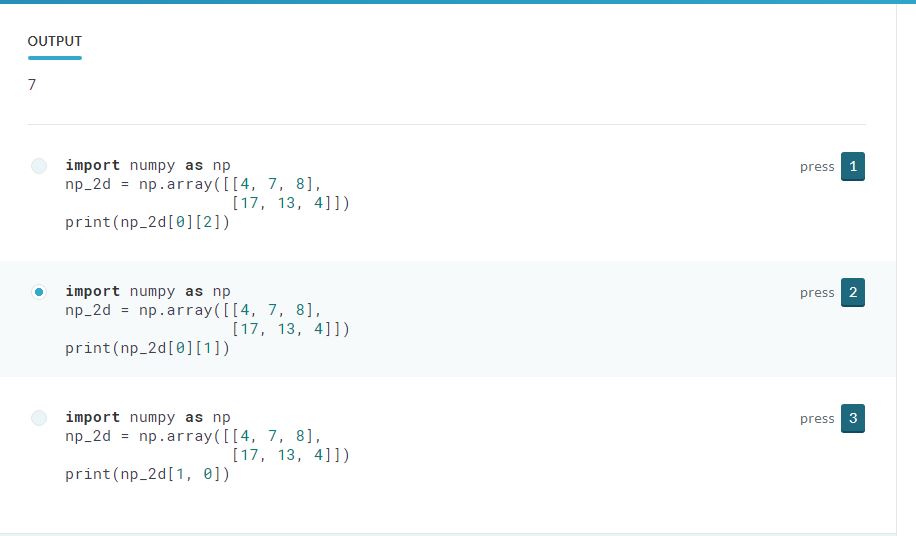 OUTPUT
7
import numpy as np
np_2d = np.array([[4, 7, 8],
[17, 13, 4]])
print(np_2d[0][2])
press 1
import numpy as np
np_2d = np.array([[4, 7, 8],
[17, 13, 4]])
print(np_2d[0][1])
press 2
import numpy as np
np_2d = np.array([[4, 7, 8],
[17, 13, 4]])
print(np_2d[1, 0])
press 3